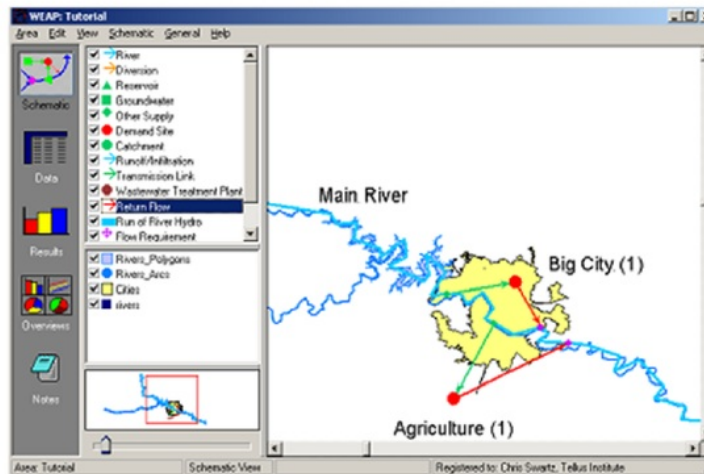 WEAP: Tutorial
Area Edit View Schematic General Help
Schematic
Data
Results
Overviews
Notes
River
Diversion
Reservoir
Groundwater
Other Supply
Demand Site
Catchment
Runoff/Infiltration
Transmission Link
Wastewater Treatment Plant
Return Flow
Run of River Hydro
Flow Requirement
Rivers_Polygons
Rivers_Arcs
Cities
rivers
Main River
Big City (1)
Agriculture (1)
Area: Tutorial
Schematic View
Registered to: Chris Swartz, Tellus Institute